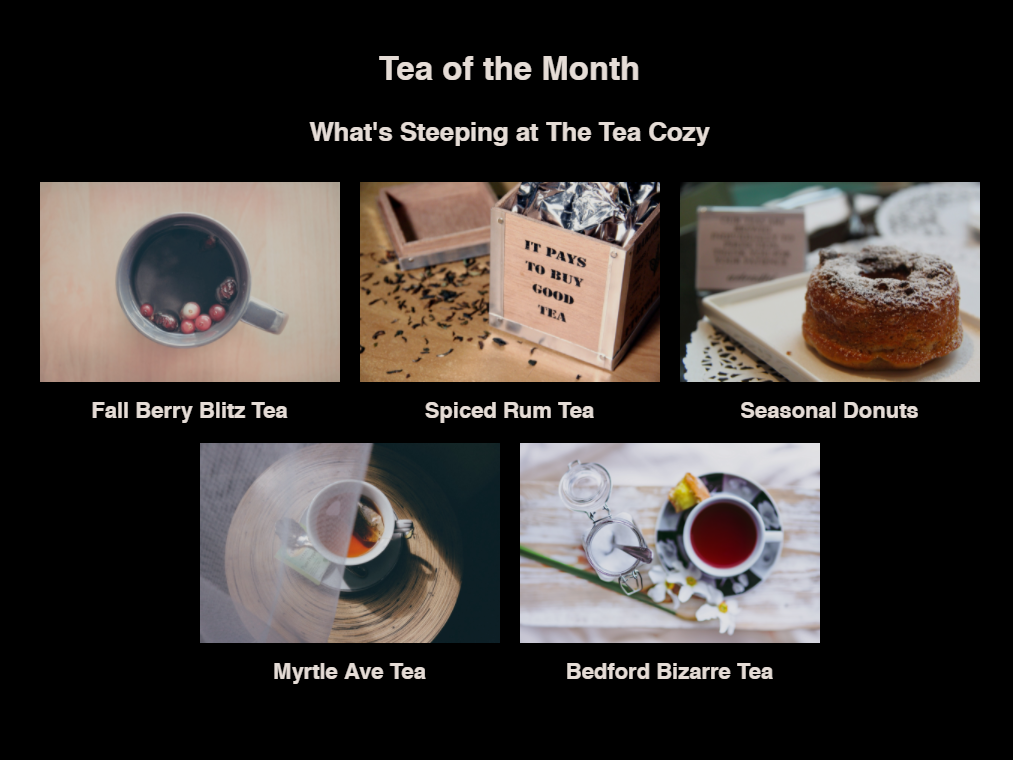 Tea of the Month
What's Steeping at The Tea Cozy
IT PAYS
TO BUY
GOOD
TEA
Fall Berry Blitz Tea
Spiced Rum Tea
Seasonal Donuts
Myrtle Ave Tea
Bedford Bizarre Tea